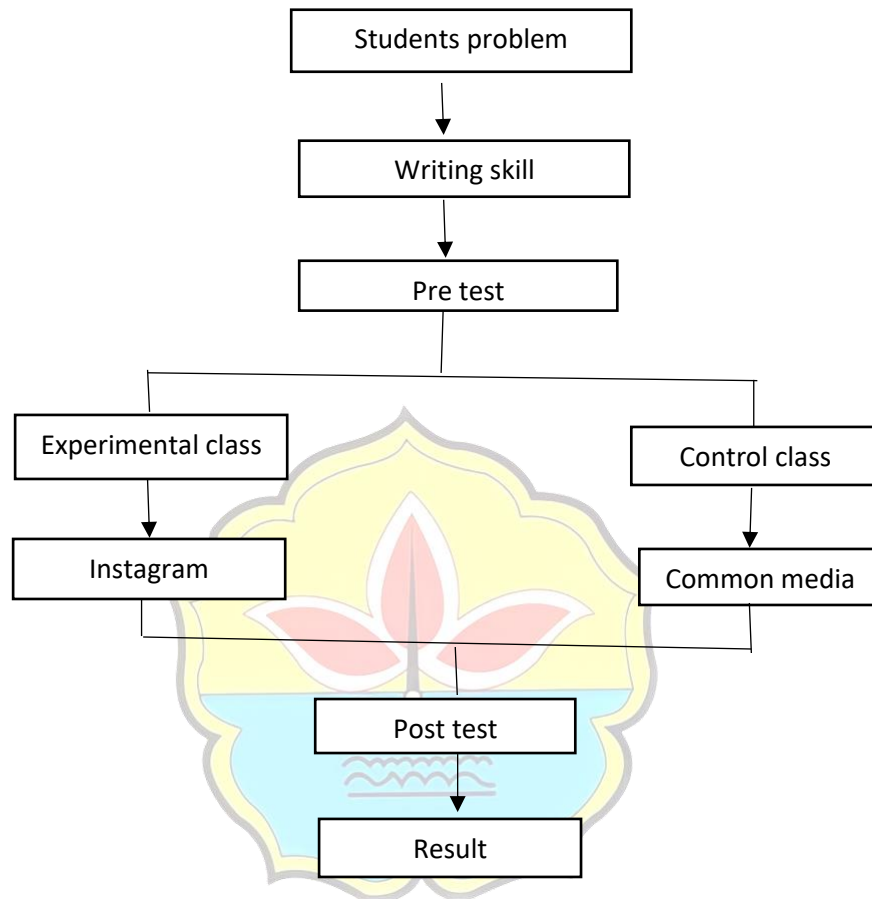 Students problem
Writing skill
Pre test
Experimental class
Control class
Instagram
Common media
Post test
Result